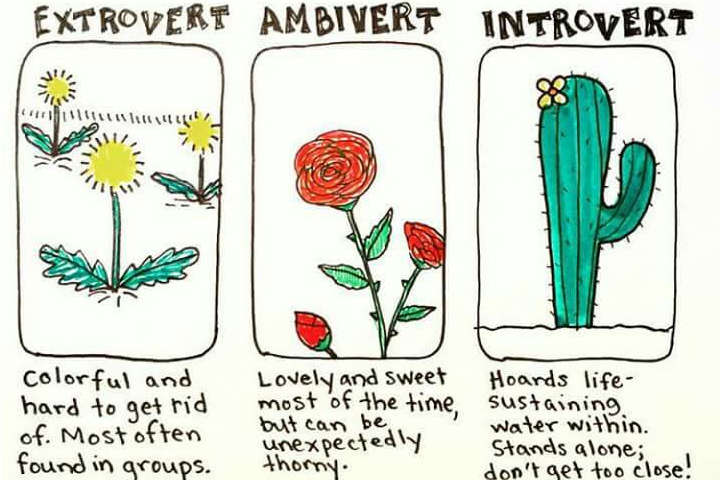 EXTROVERT
Colorful and
hard to get rid
of. Most often
found in groups.
AMBIVERT
Lovely and sweet
most of the time,
but can be
unexpectedly
thorny.
INTROVERT
Hoards life-
sustaining
water within.
Stands alone;
don't get too close!